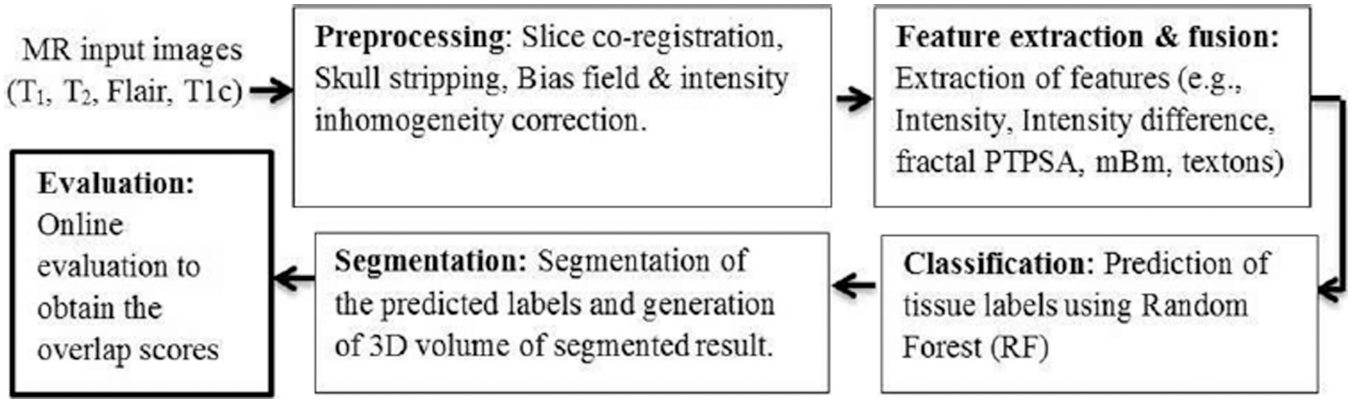 MR input images
(T₁, T₂, Flair, T1c)
Preprocessing: Slice co-registration,
Skull stripping, Bias field & intensity
inhomogeneity correction.
Feature extraction & fusion:
Extraction of features (e.g.,
Intensity, Intensity difference,
fractal PTPSA, mBm, textons)
Classification: Prediction of
tissue labels using Random
Forest (RF)
Segmentation: Segmentation of
the predicted labels and generation
of 3D volume of segmented result.
Evaluation:
Online
evaluation to
obtain the
overlap scores